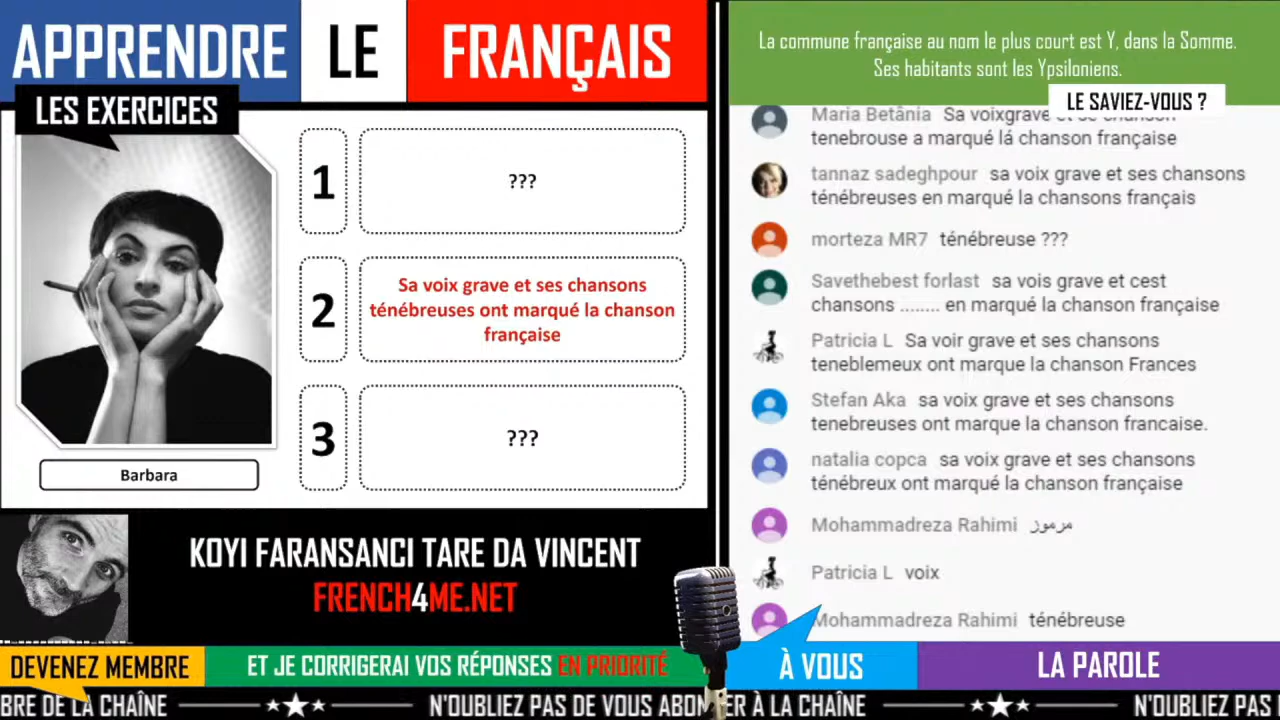 APPRENDRE LE FRANÇAIS
LES EXERCICES
1
???
2
Sa voix grave et ses chansons
ténébreuses ont marqué la chanson
française
3
???
Barbara
KOYI FARANSANCI TARE DA VINCENT
FRENCH4ME.NET
DEVENEZ MEMBRE
ET JE CORRIGERAI VOS RÉPONSES EN PRIORITÉ
La commune française au nom le plus court est Y, dans la Somme.
Ses habitants sont les Ypsiloniens.
LE SAVIEZ-VOUS ?
Maria Betânia Sa voixgrave et se chanson
tenebrouse a marqué lá chanson française
tannaz sadeghpour sa voix grave et ses chansons
ténébreuses en marqué la chansons français
morteza MR7 ténébreuse ???
Savethebest forlast sa vois grave et cest
chansons ........ en marqué la chanson française
Patricia L Sa voir grave et ses chansons
teneblemeux ont marque la chanson Frances
Stefan Aka sa voix grave et ses chansons
tenebreuses ont marque la chanson Francaise.
natalia copca sa voix grave et ses chansons
ténébreux ont marqué la chanson française
Mohammadreza Rahimi مرموز
Patricia L voix
Mohammadreza Rahimi ténébreuse
À VOUS
LA PAROLE
BRE DE LA CHAÎNE N'OUBLIEZ PAS DE VOUS ABONNER À LA CHAÎNE N'OUBLIEZ PAS